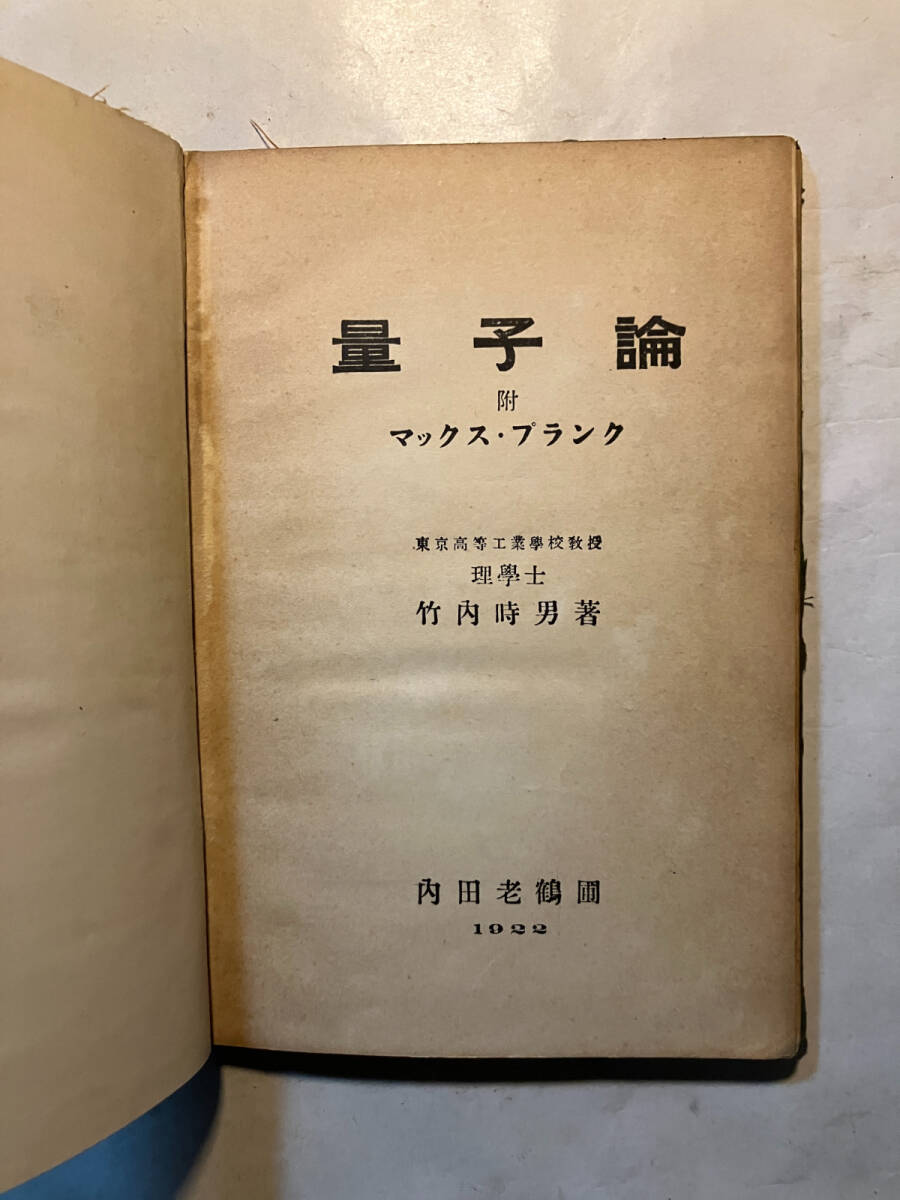 量子論
附
マックス・プランク
東京高等工業學校教授
理學士
竹內時男著
內田老鶴圃
1922